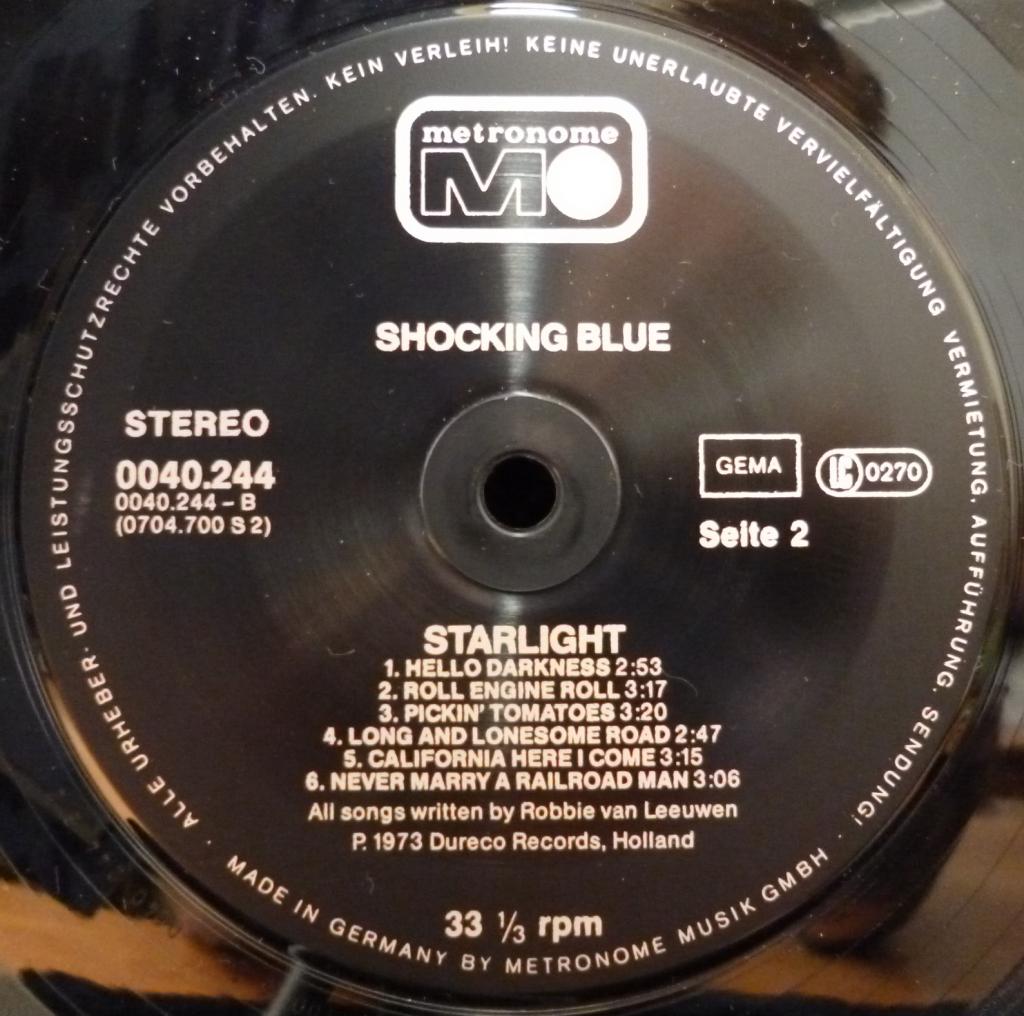 ALLE URHEBER- UND LEISTUNGSSCHUTZRECHTE VORBEHALTEN. KEIN VERLEIH! KEINE UNERLAUBTE VERVIELFÄLTIGUNG VERMIETUNG. AUFFÜHRUNG. SENDUNG!
metronome
MO
SHOCKING BLUE
STEREO
0040.244
0040.244 - B
(0704.700 S 2)
GEMA
LC 0270
Seite 2
STARLIGHT
1. HELLO DARKNESS 2:53
2. ROLL ENGINE ROLL 3:17
3. PICKIN' TOMATOES 3:20
4. LONG AND LONESOME ROAD 2:47
5. CALIFORNIA HERE I COME 3:15
6. NEVER MARRY A RAILROAD MAN 3:06
All songs written by Robbie van Leeuwen
P. 1973 Dureco Records, Holland
33 ⅓ rpm
· MADE IN GERMANY BY METRONOME MUSIK GMBH ·